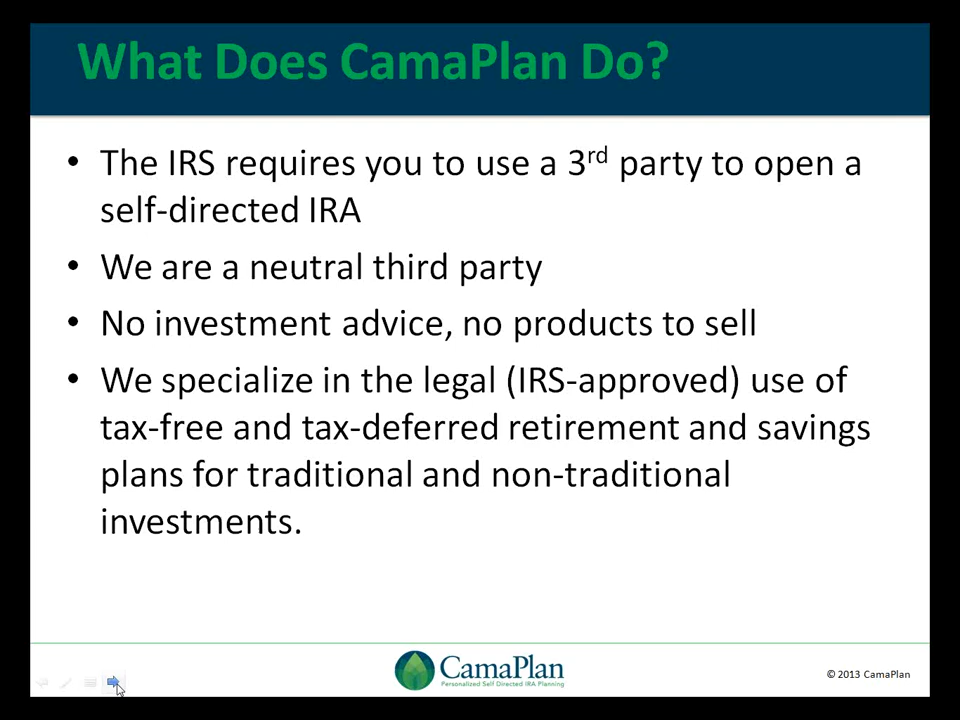 What Does CamaPlan Do?
• The IRS requires you to use a 3rd party to open a
self-directed IRA
• We are a neutral third party
• No investment advice, no products to sell
• We specialize in the legal (IRS-approved) use of
tax-free and tax-deferred retirement and savings
plans for traditional and non-traditional
investments.
CamaPlan
Personalized Self Directed IRA Planning
© 2013 CamaPlan